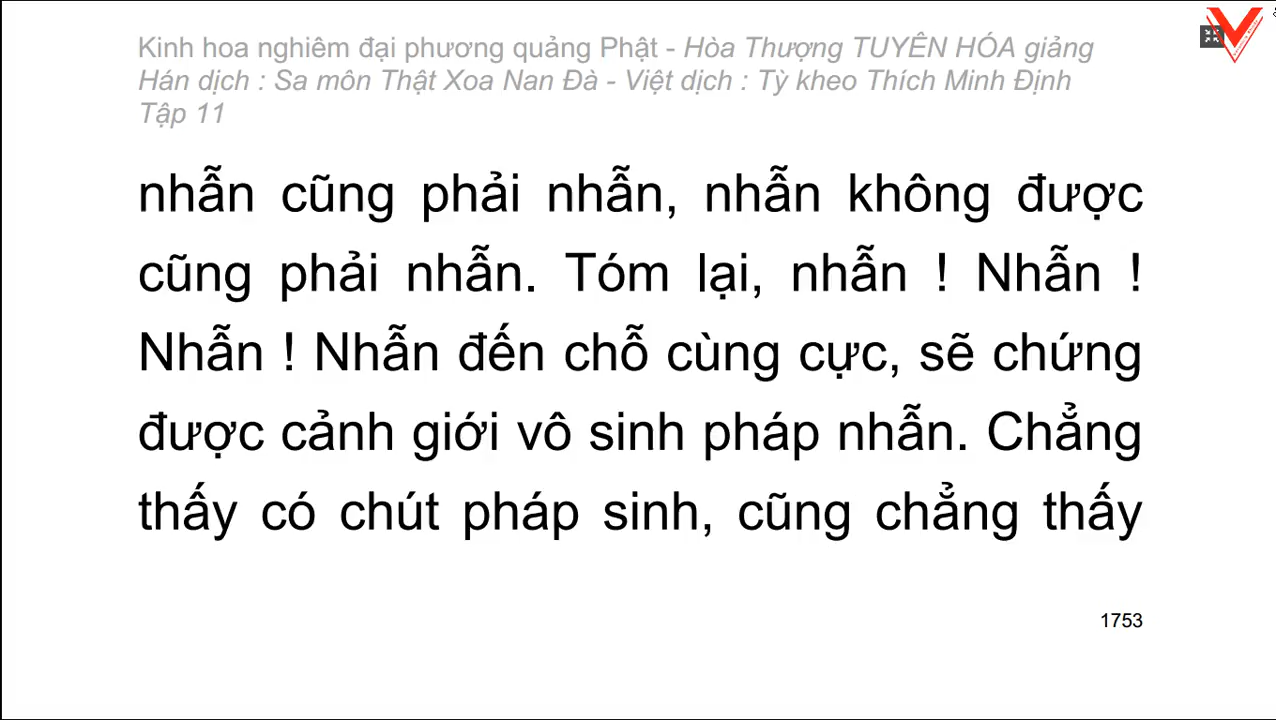 Kinh hoa nghiêm đại phương quảng Phật - Hòa Thượng TUYÊN HÓA giảng
Hán dịch : Sa môn Thật Xoa Nan Đà - Việt dịch : Tỳ kheo Thích Minh Định
Tập 11
nhẫn cũng phải nhẫn, nhẫn không được
cũng phải nhẫn. Tóm lại, nhẫn ! Nhẫn !
Nhẫn ! Nhẫn đến chỗ cùng cực, sẽ chứng
được cảnh giới vô sinh pháp nhẫn. Chẳng
thấy có chút pháp sinh, cũng chẳng thấy
1753